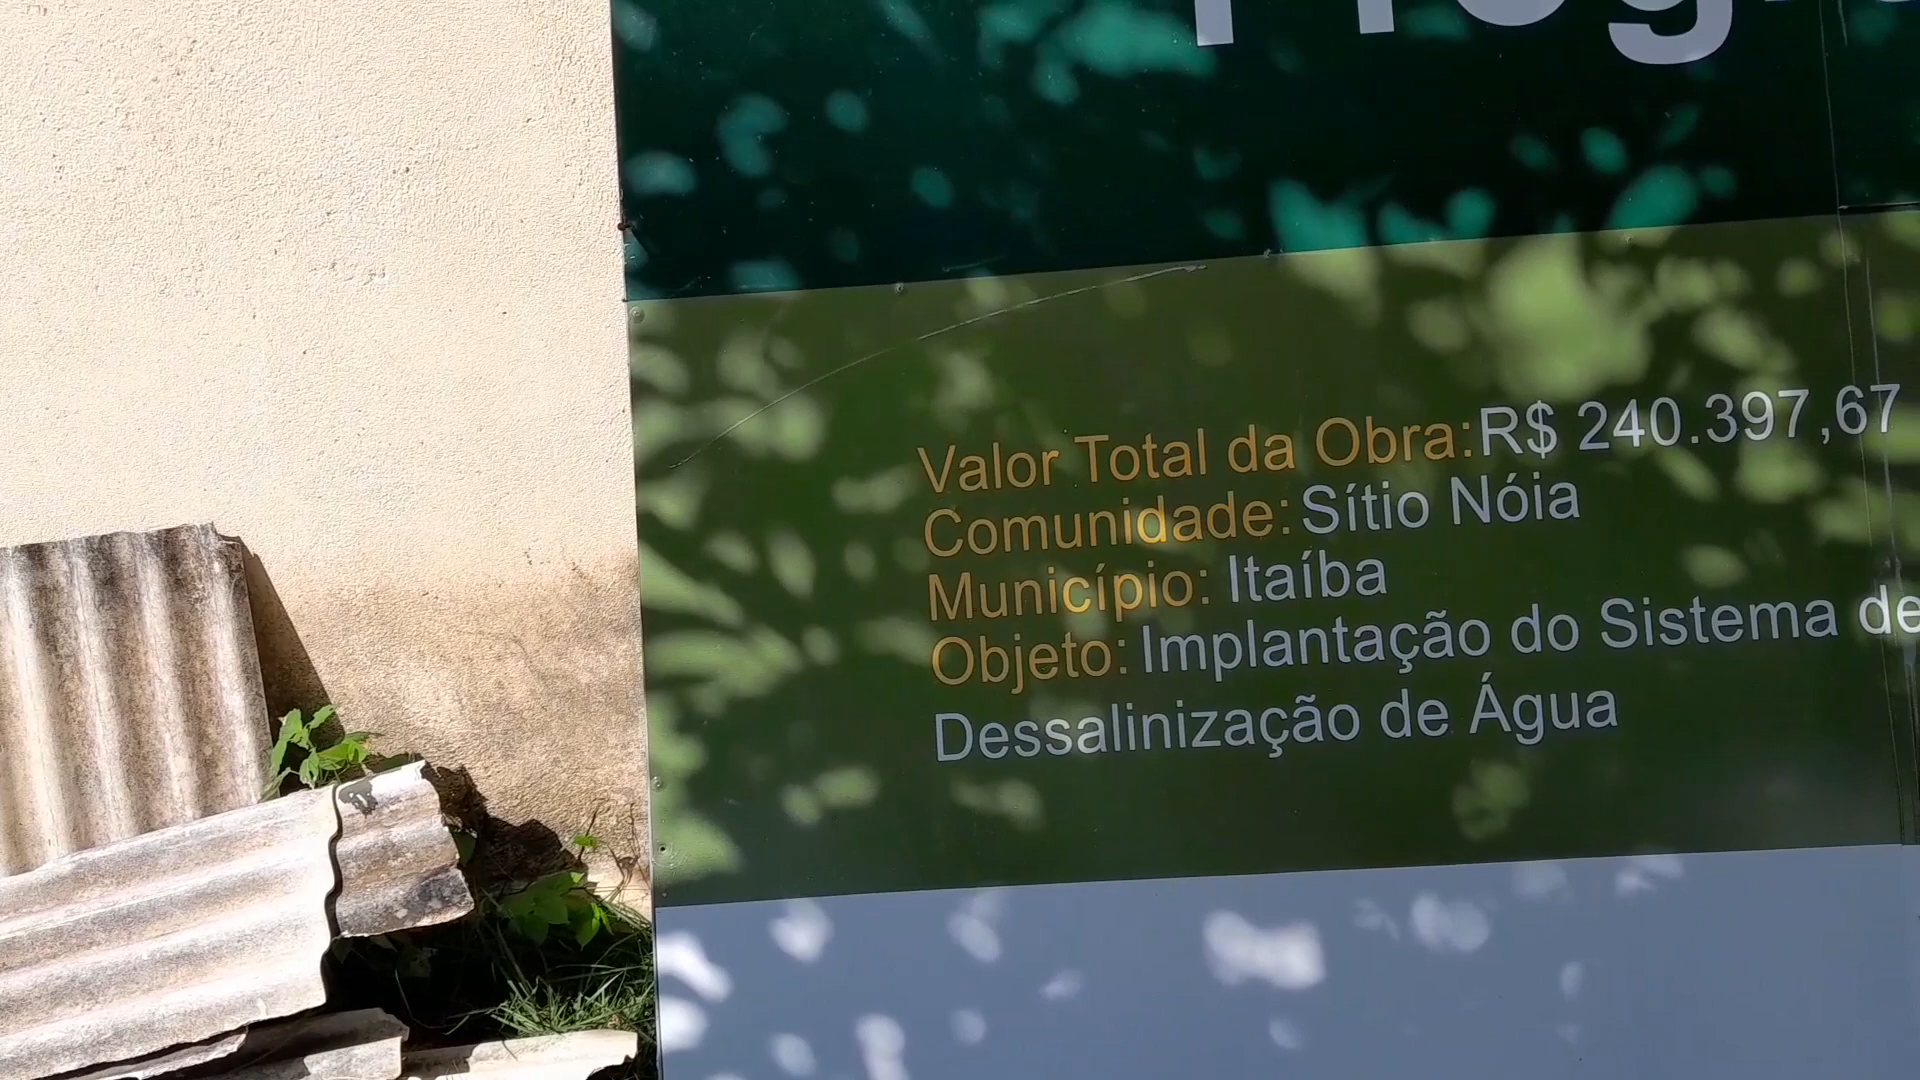 Valor Total da Obra: R$ 240.397,67
Comunidade: Sítio Nóia
Município: Itaíba
Objeto: Implantação do Sistema de
Dessalinização de Água